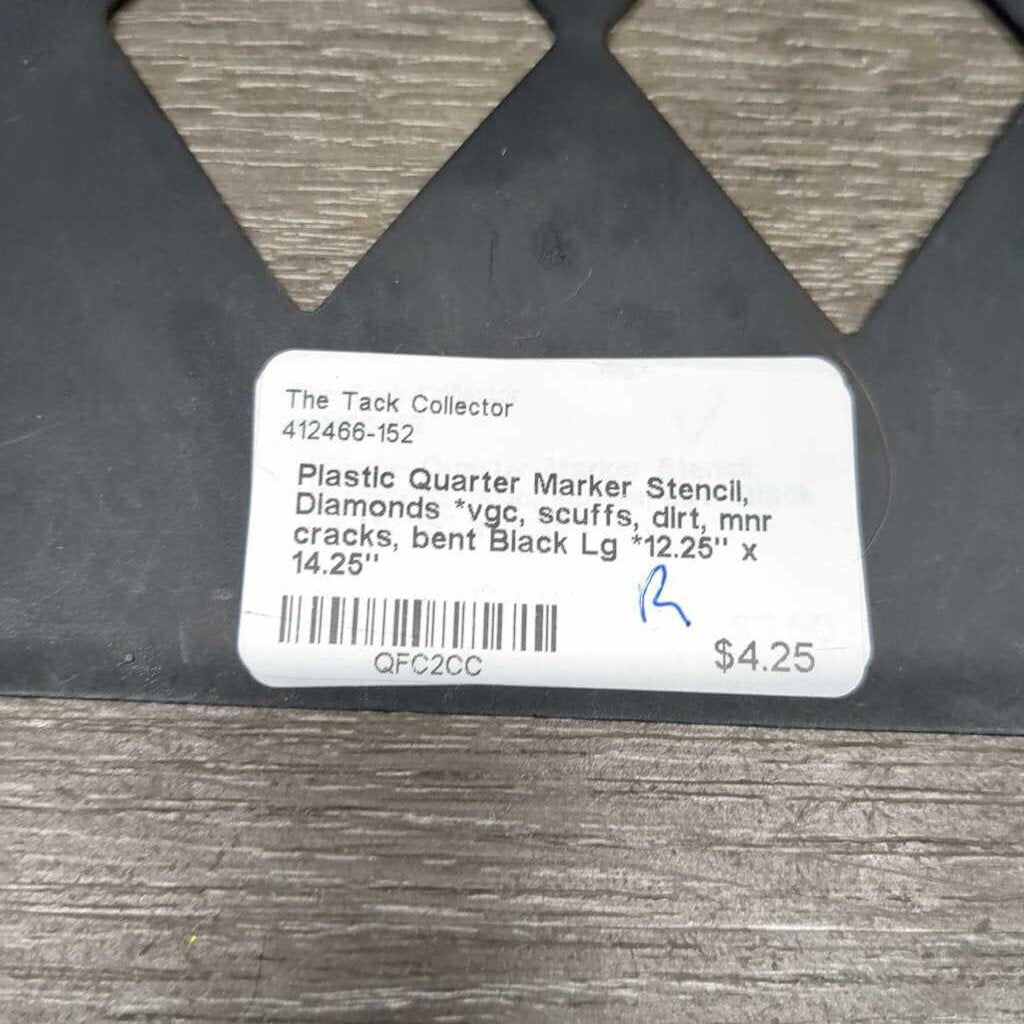 The Tack Collector
412466-152
Plastic Quarter Marker Stencil,
Diamonds *vgc, scuffs, dirt, mnr
cracks, bent Black Lg *12.25" x
14.25"
R
QFC2CC
$4.25